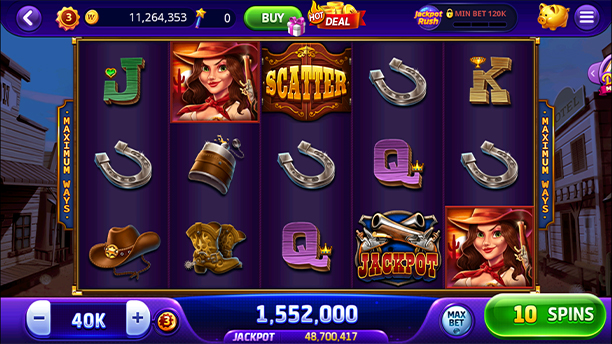 3
W
11,264,353
0
BUY
HOT
DEAL
Jackpot
Rush
MIN BET 120K
J
SCATTER
K
MAXIMUM WAYS
MAXIMUM WAYS
Q
Q
JACKPOT
40K
3
1,552,000
JACKPOT 48,700,417
MAX
BET
10 SPINS